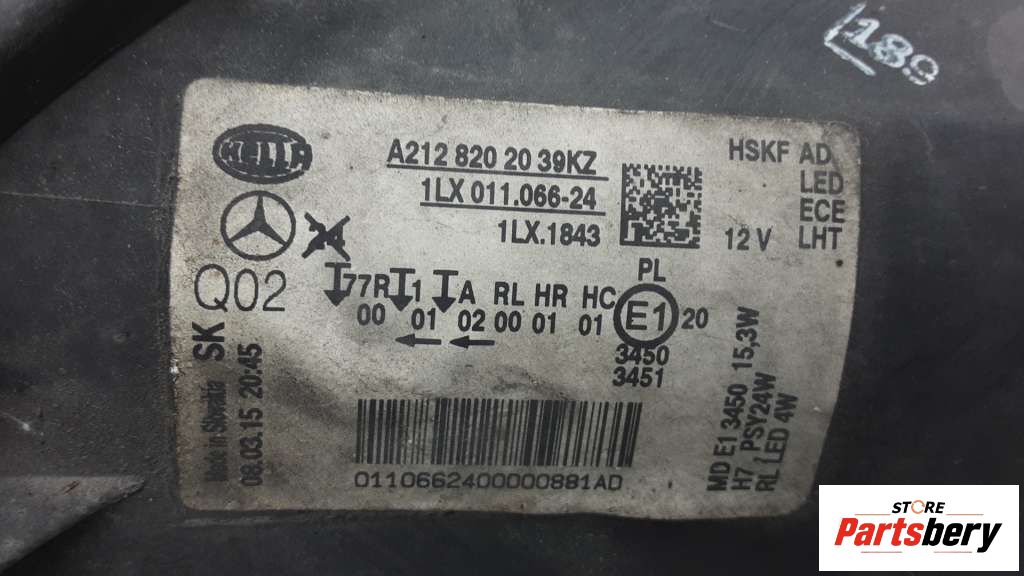 189
HELLA
A212 820 20 39KZ
1LX 011.066-24
1LX.1843
HSKF AD
LED
ECE
12 V LHT
24
Q02
77R 1 A RL HR HC
00 01 02 00 01 01
PL
E1 20
3450
3451
SK
Made in Slovakia
08.03.15 20:45
MD E1 3450 15,3W
H7 PSY24W
RL LED 4W
0110662400000881AD
STORE
Partsbery